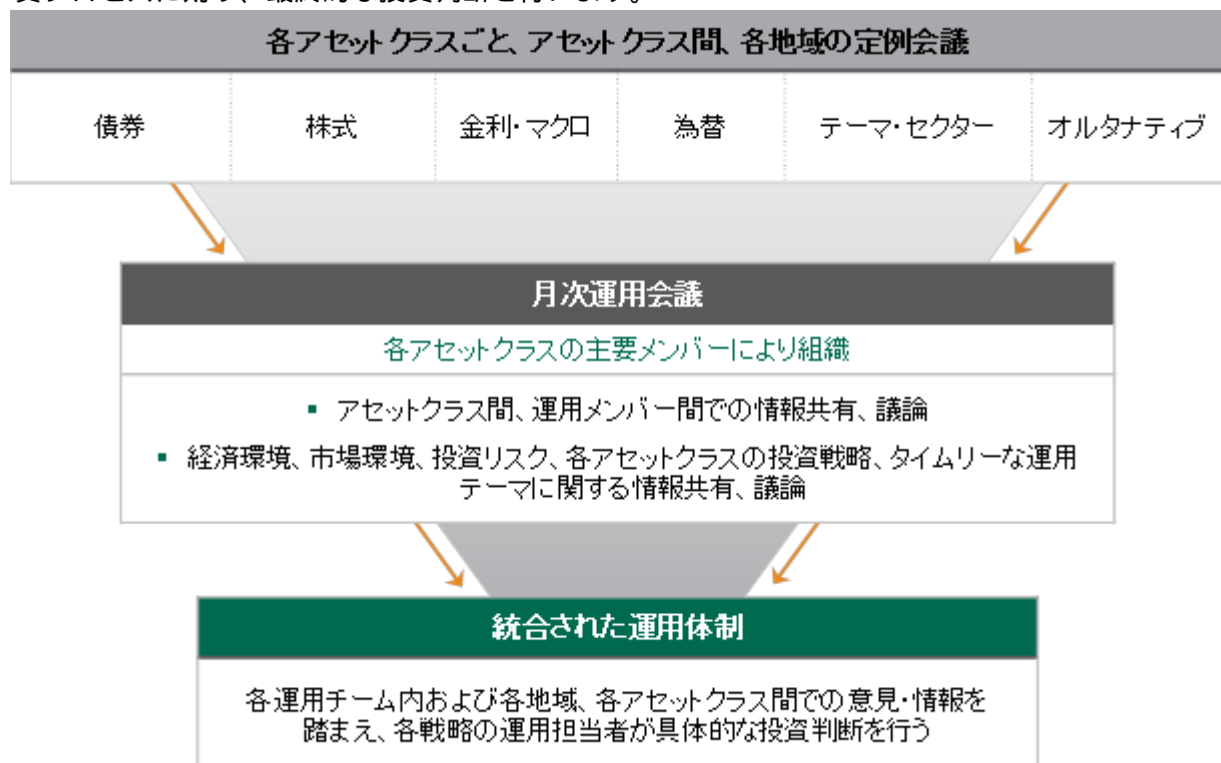 各アセットクラスごと、アセットクラス間、各地域の定例会議
債券 株式 金利・マクロ 為替 テーマ・セクター オルタナティブ
月次運用会議
各アセットクラスの主要メンバーにより組織
▪ アセットクラス間、運用メンバー間での情報共有、議論
▪ 経済環境、市場環境、投資リスク、各アセットクラスの投資戦略、タイムリーな運用
テーマに関する情報共有、議論
統合された運用体制
各運用チーム内および各地域、各アセットクラス間での意見・情報を
踏まえ、各戦略の運用担当者が具体的な投資判断を行う